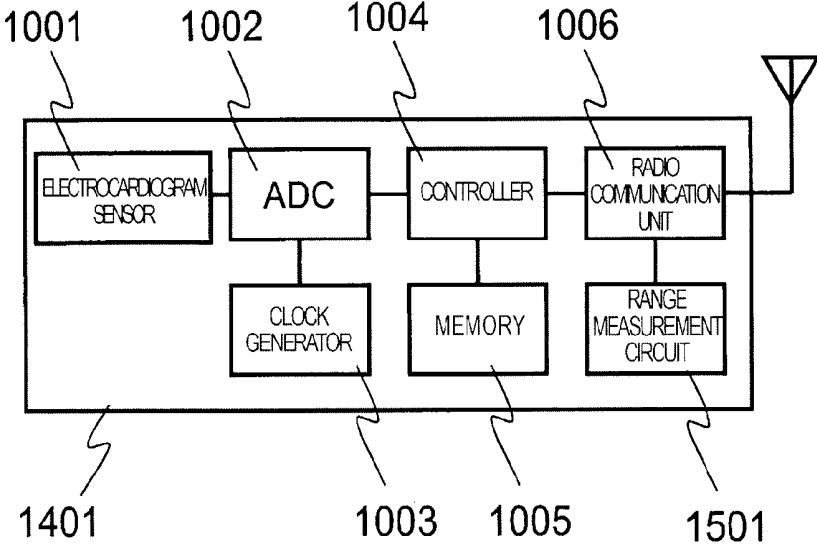 1001
1002
1004
1006
ELECTROCARDIOGRAM
SENSOR
ADC
CONTROLLER
RADIO
COMMUNICATION
UNIT
CLOCK
GENERATOR
MEMORY
RANGE
MEASUREMENT
CIRCUIT
1401
1003
1005
1501